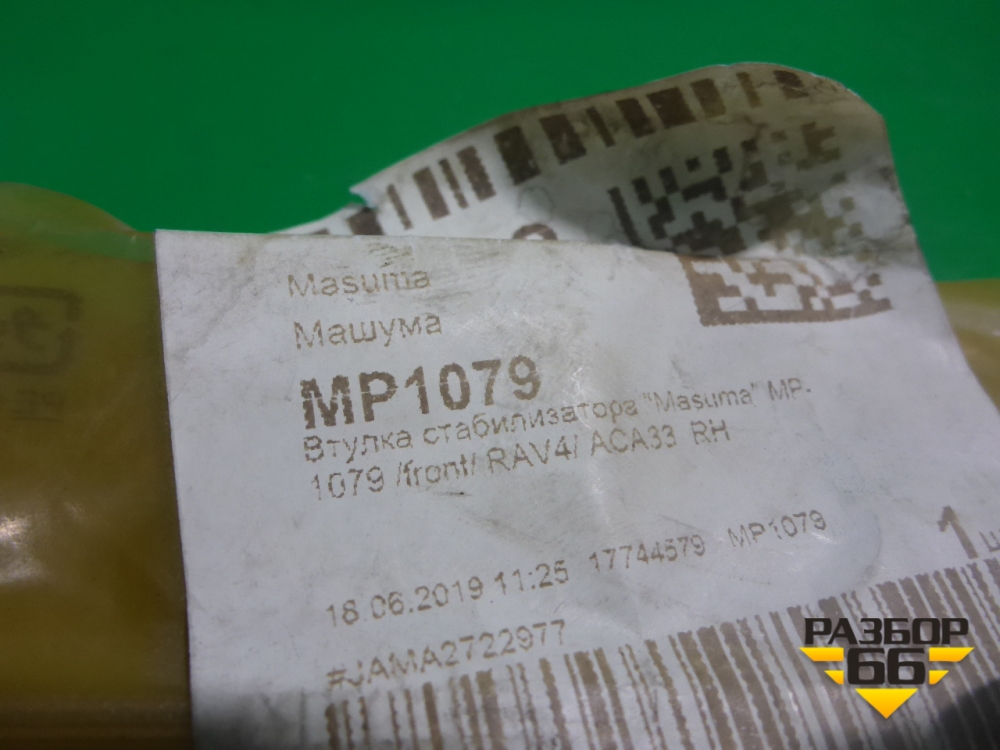 Masuma
Машума
MP1079
Втулка стабилизатора "Masuma" MP-
1079 /front/ RAV4/ ACA33 RH
18.06.2019 11:25 17744579 MP1079
1
#JAMA2722977
РАЗБОР
66